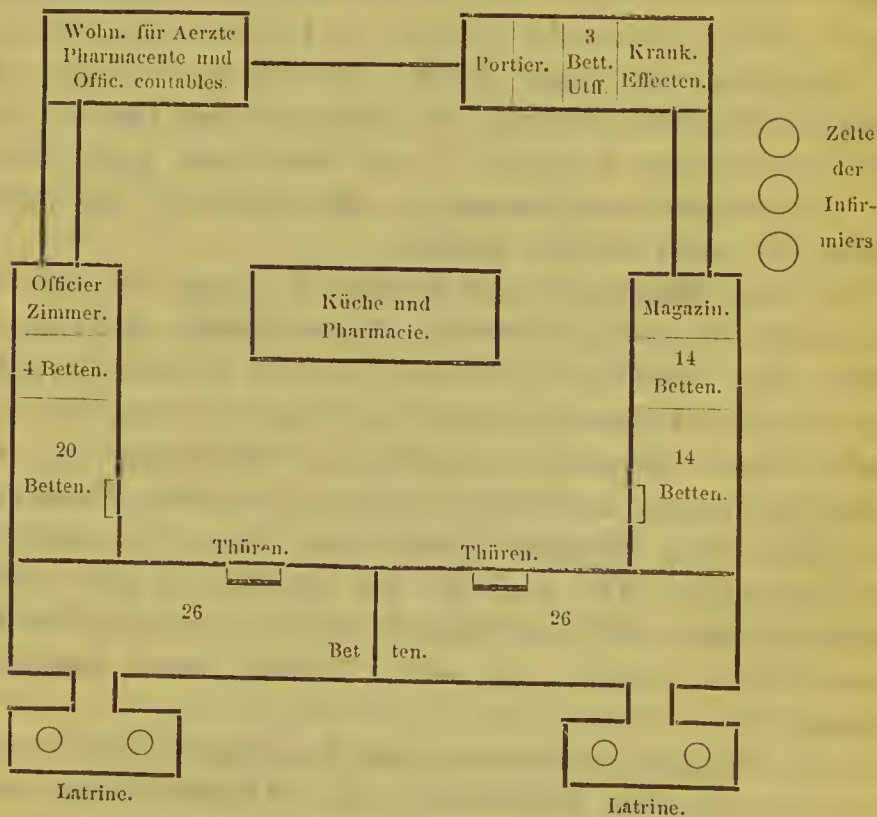 Wohn. für Aerzte
Pharmacente und
Offic. contables.
Portier.
3
Bett.
Utff.
Krank.
Effecten.
Zelte
der
Infir-
miers
Officier
Zimmer.
4 Betten.
20
Betten.
Küche und
Pharmacie.
Magazin.
14
Betten.
14
Betten.
Thüren.
Thüren.
26
26
Bet ten.
Latrine.
Latrine.